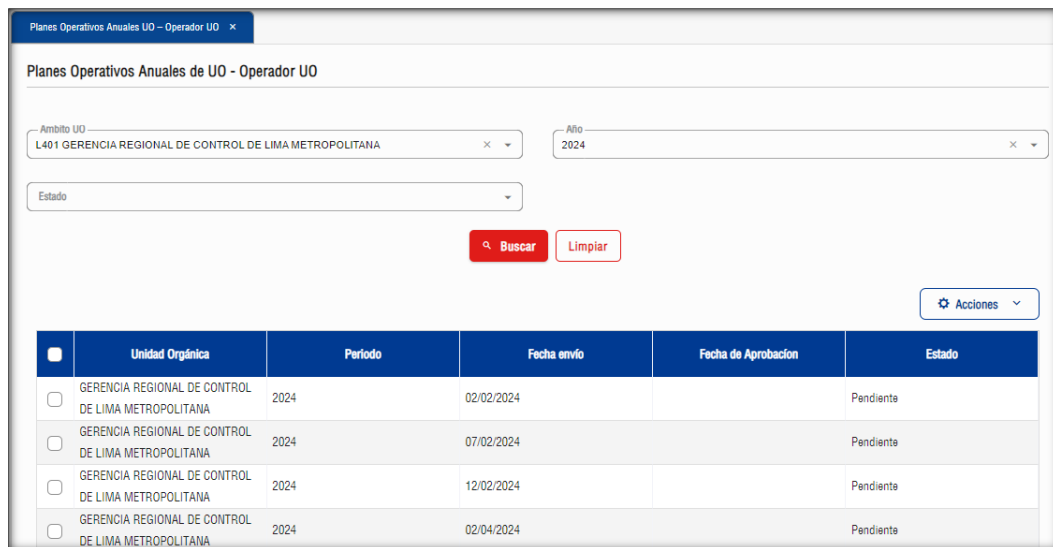 Planes Operativos Anuales UO – Operador UO ×
Planes Operativos Anuales de UO - Operador UO
Ambito UO
L401 GERENCIA REGIONAL DE CONTROL DE LIMA METROPOLITANA
Año
2024
Estado
Buscar
Limpiar
Acciones
Unidad Orgánica Periodo Fecha envío Fecha de Aprobacíon Estado
GERENCIA REGIONAL DE CONTROL
DE LIMA METROPOLITANA
2024 02/02/2024 Pendiente
GERENCIA REGIONAL DE CONTROL
DE LIMA METROPOLITANA
2024 07/02/2024 Pendiente
GERENCIA REGIONAL DE CONTROL
DE LIMA METROPOLITANA
2024 12/02/2024 Pendiente
GERENCIA REGIONAL DE CONTROL
DE LIMA METROPOLITANA
2024 02/04/2024 Pendiente